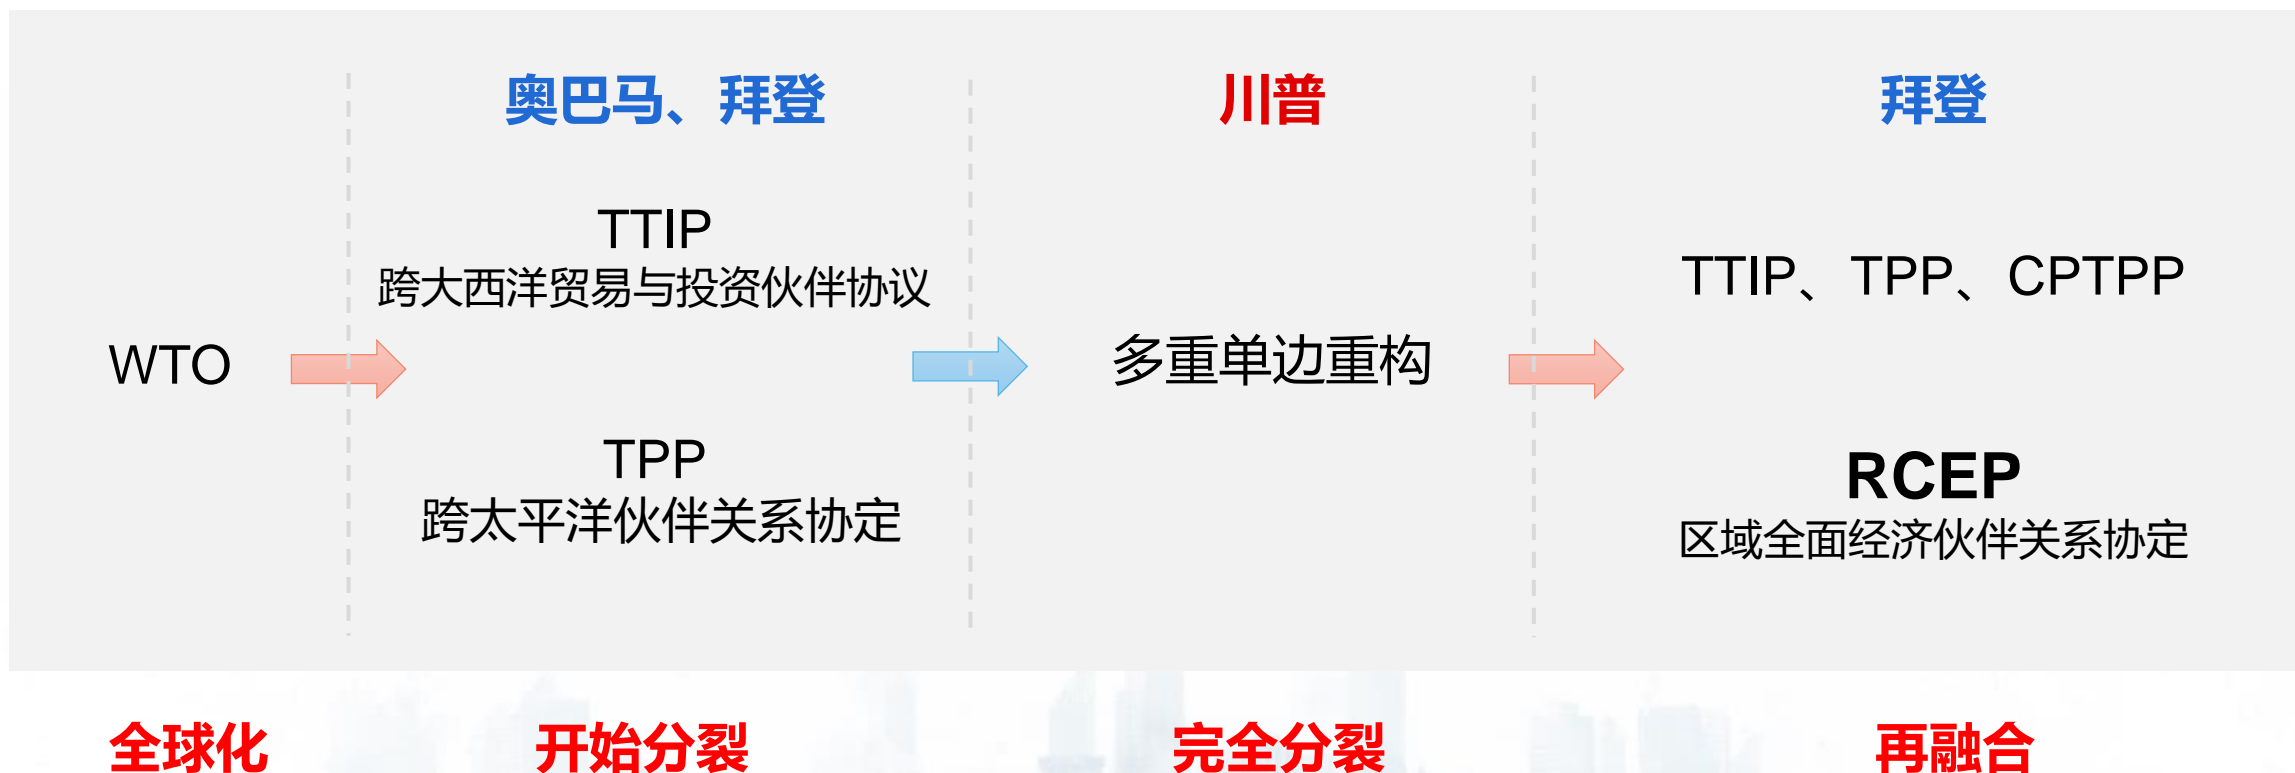 奥巴马、拜登
川普
拜登
TTIP
跨大西洋贸易与投资伙伴协议
TTIP、TPP、CPTPP
WTO
多重单边重构
TPP
跨太平洋伙伴关系协定
RCEP
区域全面经济伙伴关系协定
全球化
开始分裂
完全分裂
再融合